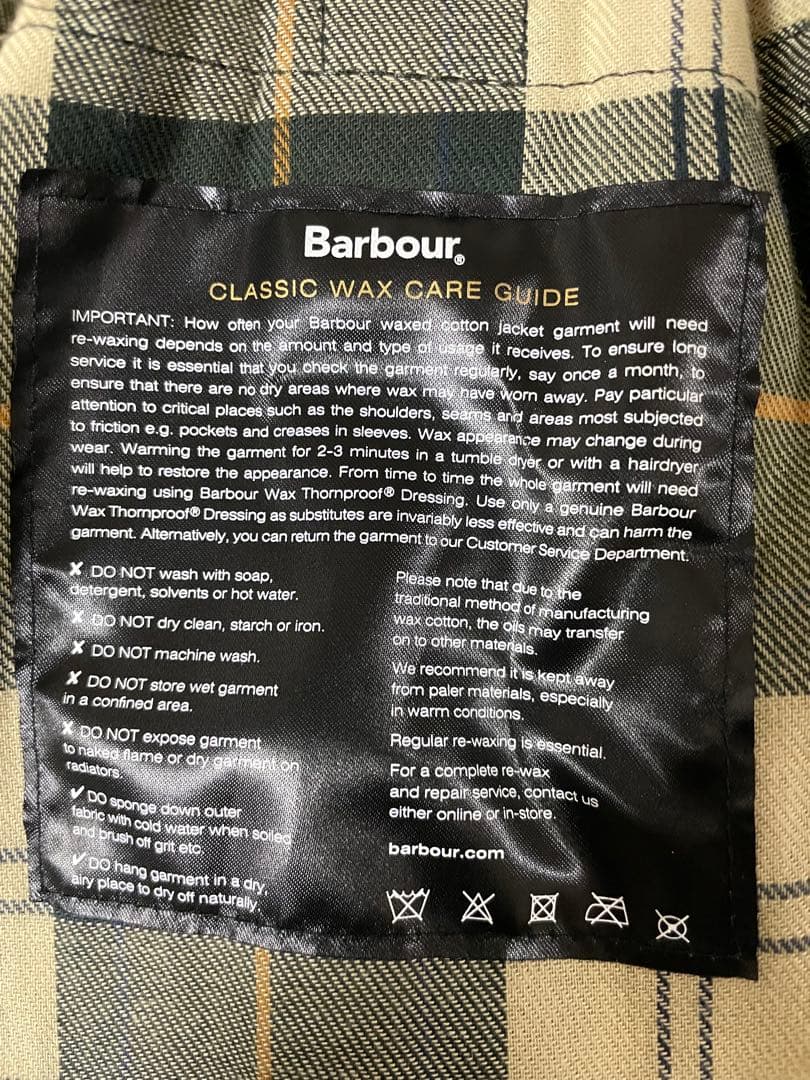 Barbour®
CLASSIC WAX CARE GUIDE
IMPORTANT: How often your Barbour waxed cotton jacket garment will need
re-waxing depends on the amount and type of usage it receives. To ensure long
service it is essential that you check the garment regularly, say once a month, to
ensure that there are no dry areas where wax may have worn away. Pay particular
attention to critical places such as the shoulders, seams and areas most subjected
to friction e.g. pockets and creases in sleeves. Wax appearance may change during
wear. Warming the garment for 2-3 minutes in a tumble dryer or with a hairdryer
will help to restore the appearance. From time to time the whole garment will need
re-waxing using Barbour Wax Thornproof® Dressing. Use only a genuine Barbour
Wax Thornproof® Dressing as substitutes are invariably less effective and can harm the
garment. Alternatively, you can return the garment to our Customer Service Department.
✗ DO NOT wash with soap,
detergent, solvents or hot water.
✗ DO NOT dry clean, starch or iron.
✗ DO NOT machine wash.
✗ DO NOT store wet garment
in a confined area.
✗ DO NOT expose garment
to naked flame or dry garment on
radiators.
✔ DO sponge down outer
fabric with cold water when soiled
and brush off grit etc.
✔ DO hang garment in a dry,
airy place to dry off naturally.
Please note that due to the
traditional method of manufacturing
wax cotton, the oils may transfer
on to other materials.
We recommend it is kept away
from paler materials, especially
in warm conditions.
Regular re-waxing is essential.
For a complete re-wax
and repair service, contact us
either online or in-store.
barbour.com